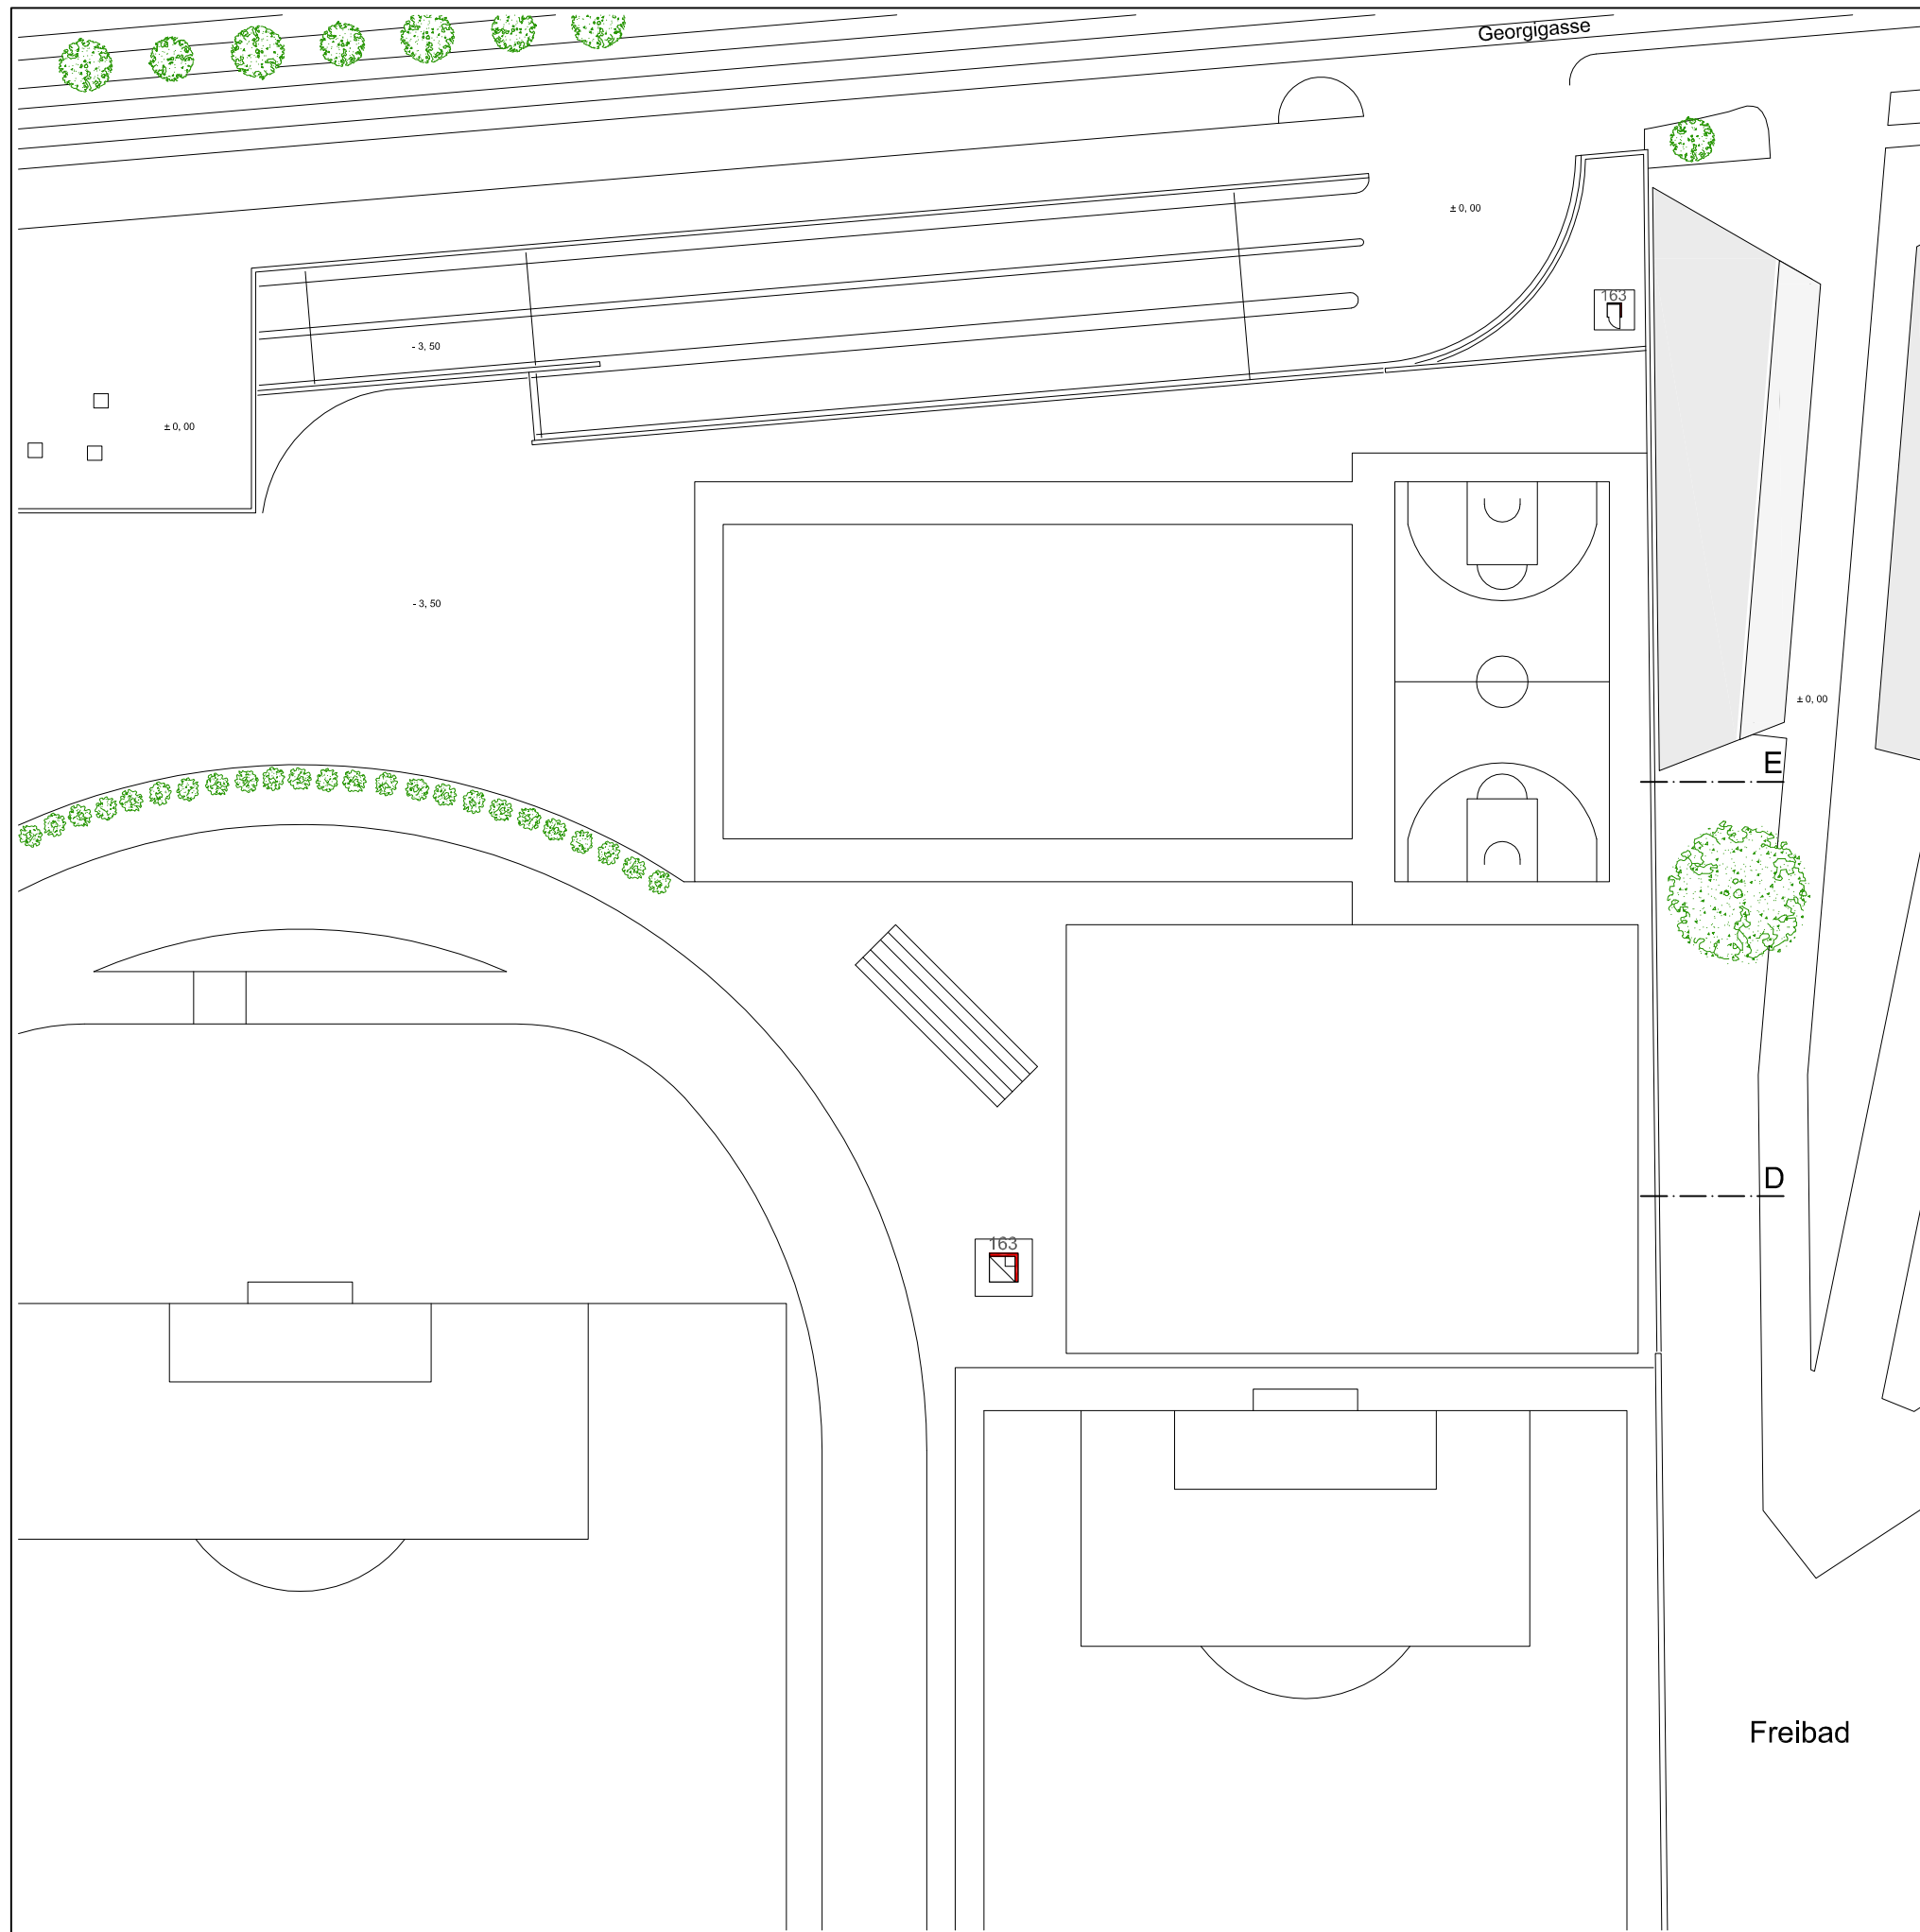 Georgigasse
± 0, 00
163
- 3, 50
± 0, 00
- 3, 50
± 0, 00
E
D
163
Freibad